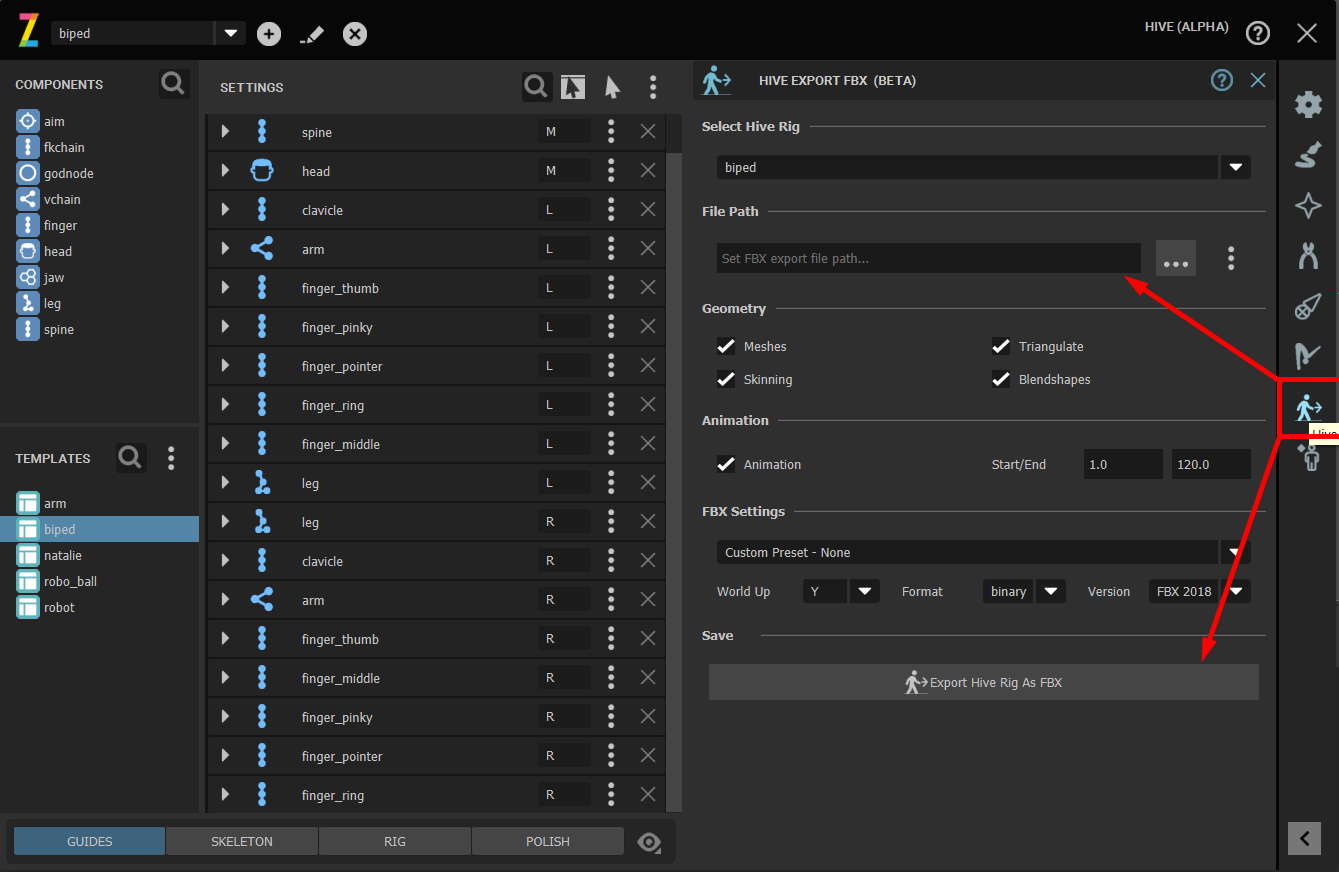 biped
HIVE (ALPHA)
COMPONENTS
aim
fkchain
godnode
vchain
finger
head
jaw
leg
spine
TEMPLATES
arm
biped
natalie
robo_ball
robot
SETTINGS
spine M
head M
clavicle L
arm L
finger_thumb L
finger_pinky L
finger_pointer L
finger_ring L
finger_middle L
leg L
leg R
clavicle R
arm R
finger_thumb R
finger_middle R
finger_pinky R
finger_pointer R
finger_ring R
GUIDES SKELETON RIG POLISH
HIVE EXPORT FBX (BETA)
Select Hive Rig
biped
File Path
Set FBX export file path...
Geometry
Meshes Triangulate
Skinning Blendshapes
Animation
Animation Start/End 1.0 120.0
FBX Settings
Custom Preset - None
World Up Y Format binary Version FBX 2018
Save
Export Hive Rig As FBX